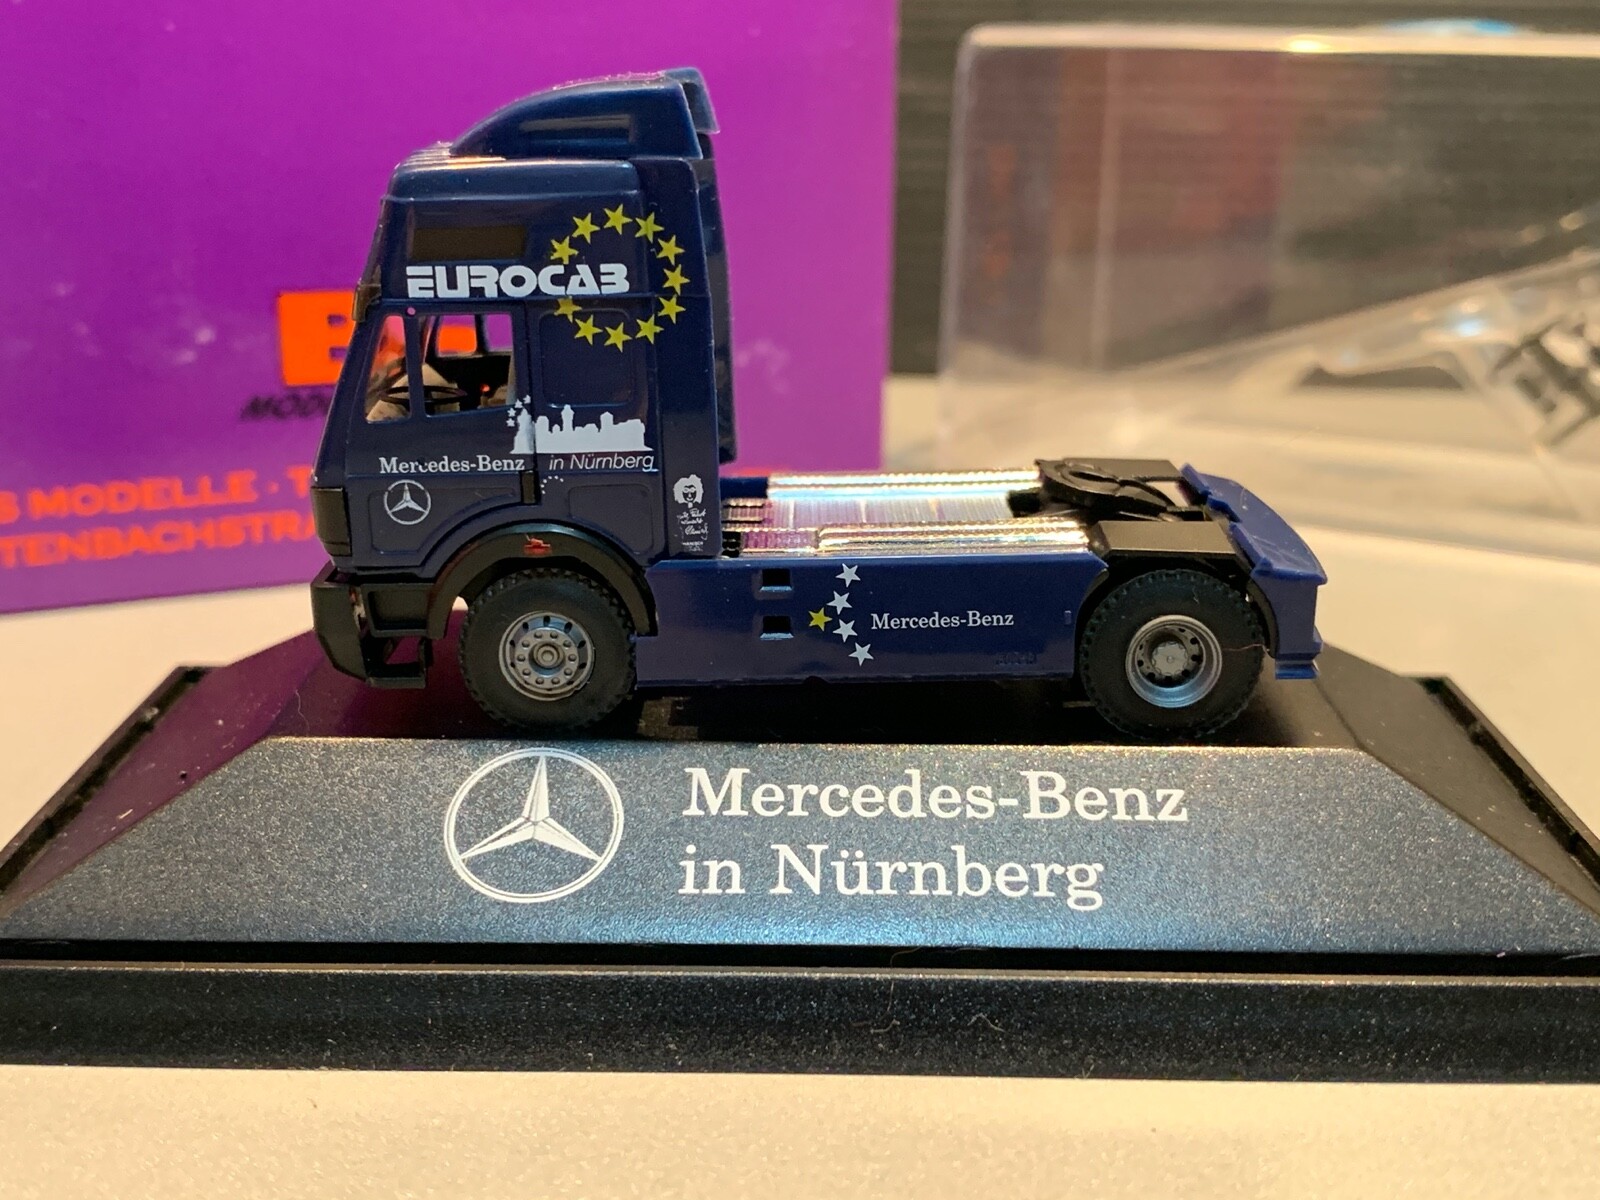 EUROCAB
Mercedes-Benz in Nürnberg
Mercedes-Benz
Mercedes-Benz
in Nürnberg
MODELLE · T
TENBACHSTRA